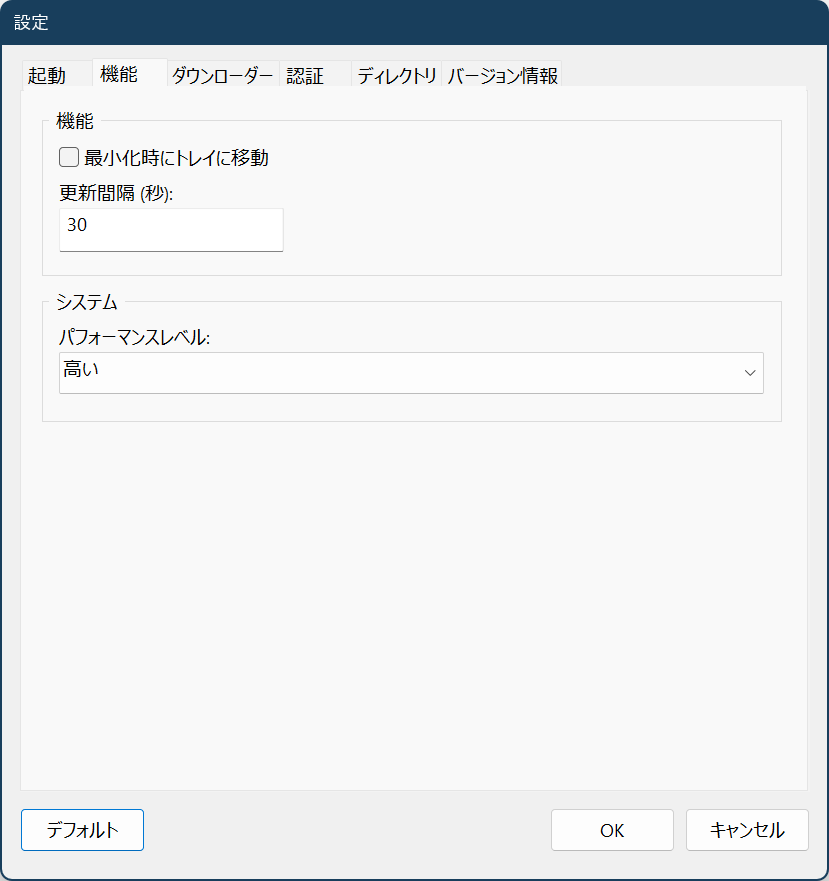 設定
起動 機能 ダウンローダー 認証 ディレクトリ バージョン情報
機能
最小化時にトレイに移動
更新間隔 (秒):
30
システム
パフォーマンスレベル:
高い
デフォルト OK キャンセル